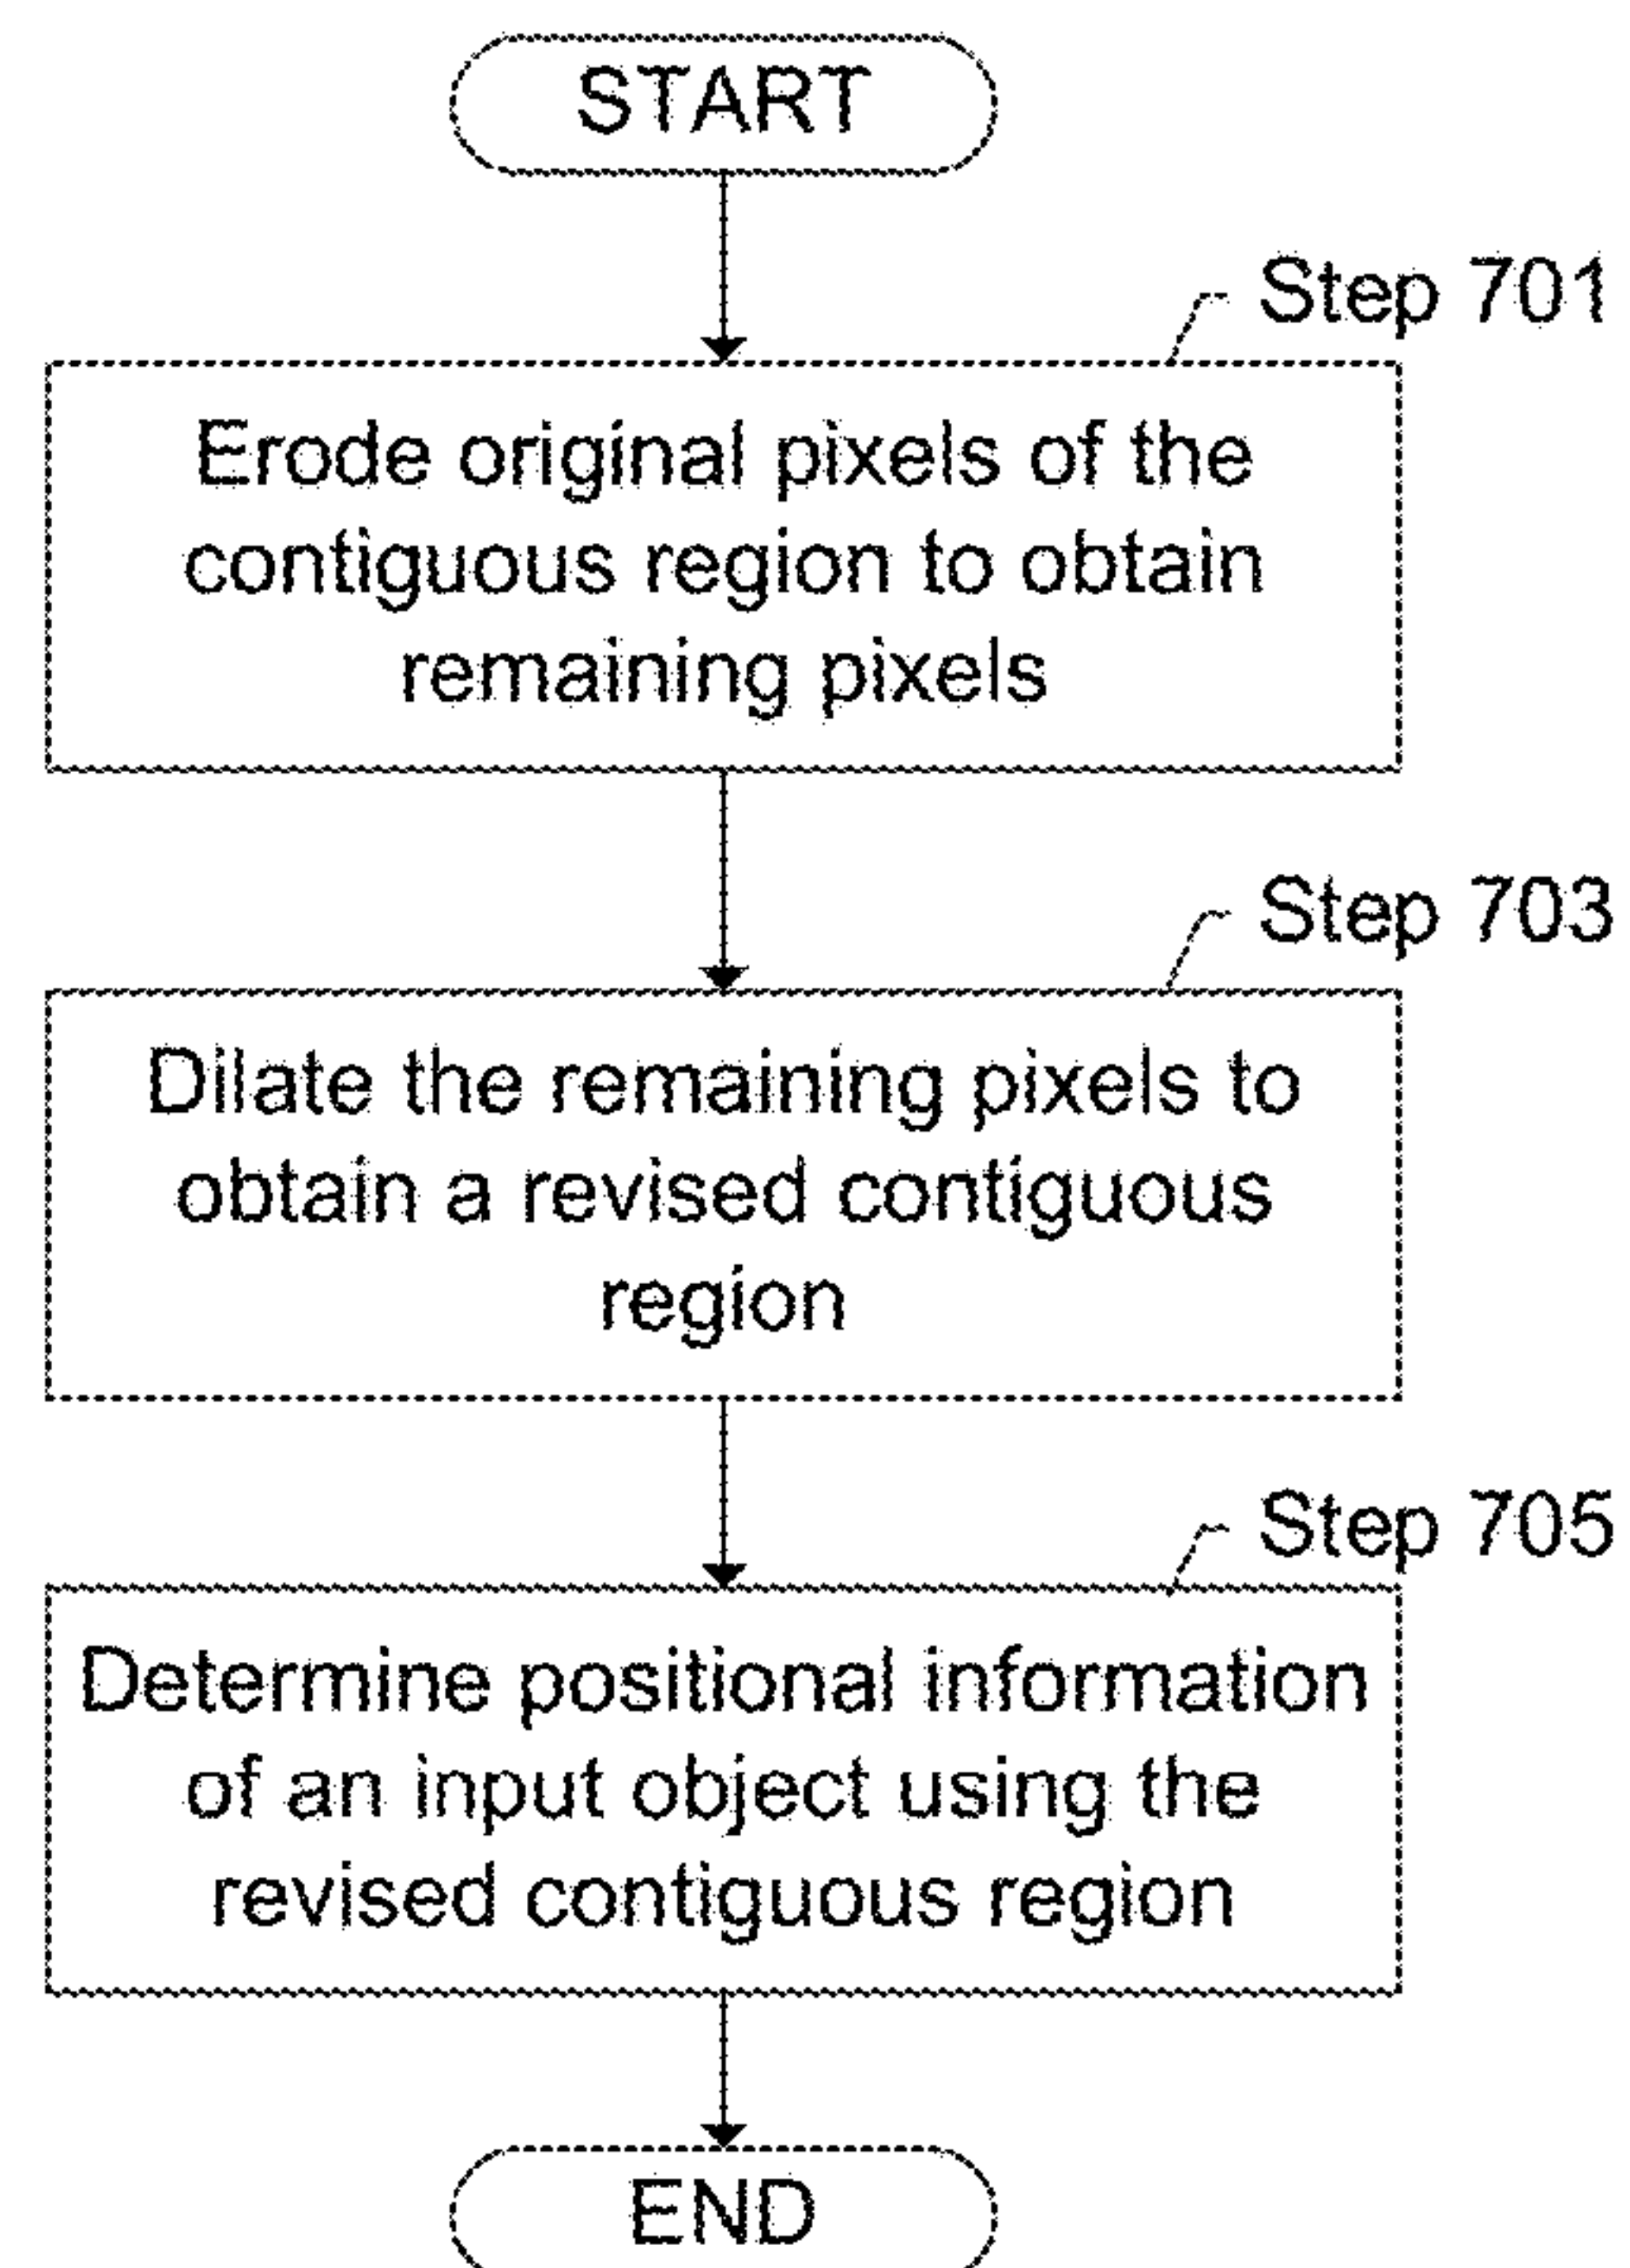 START
Step 701
Erode original pixels of the
contiguous region to obtain
remaining pixels
Step 703
Dilate the remaining pixels to
obtain a revised contiguous
region
Step 705
Determine positional information
of an input object using the
revised contiguous region
END